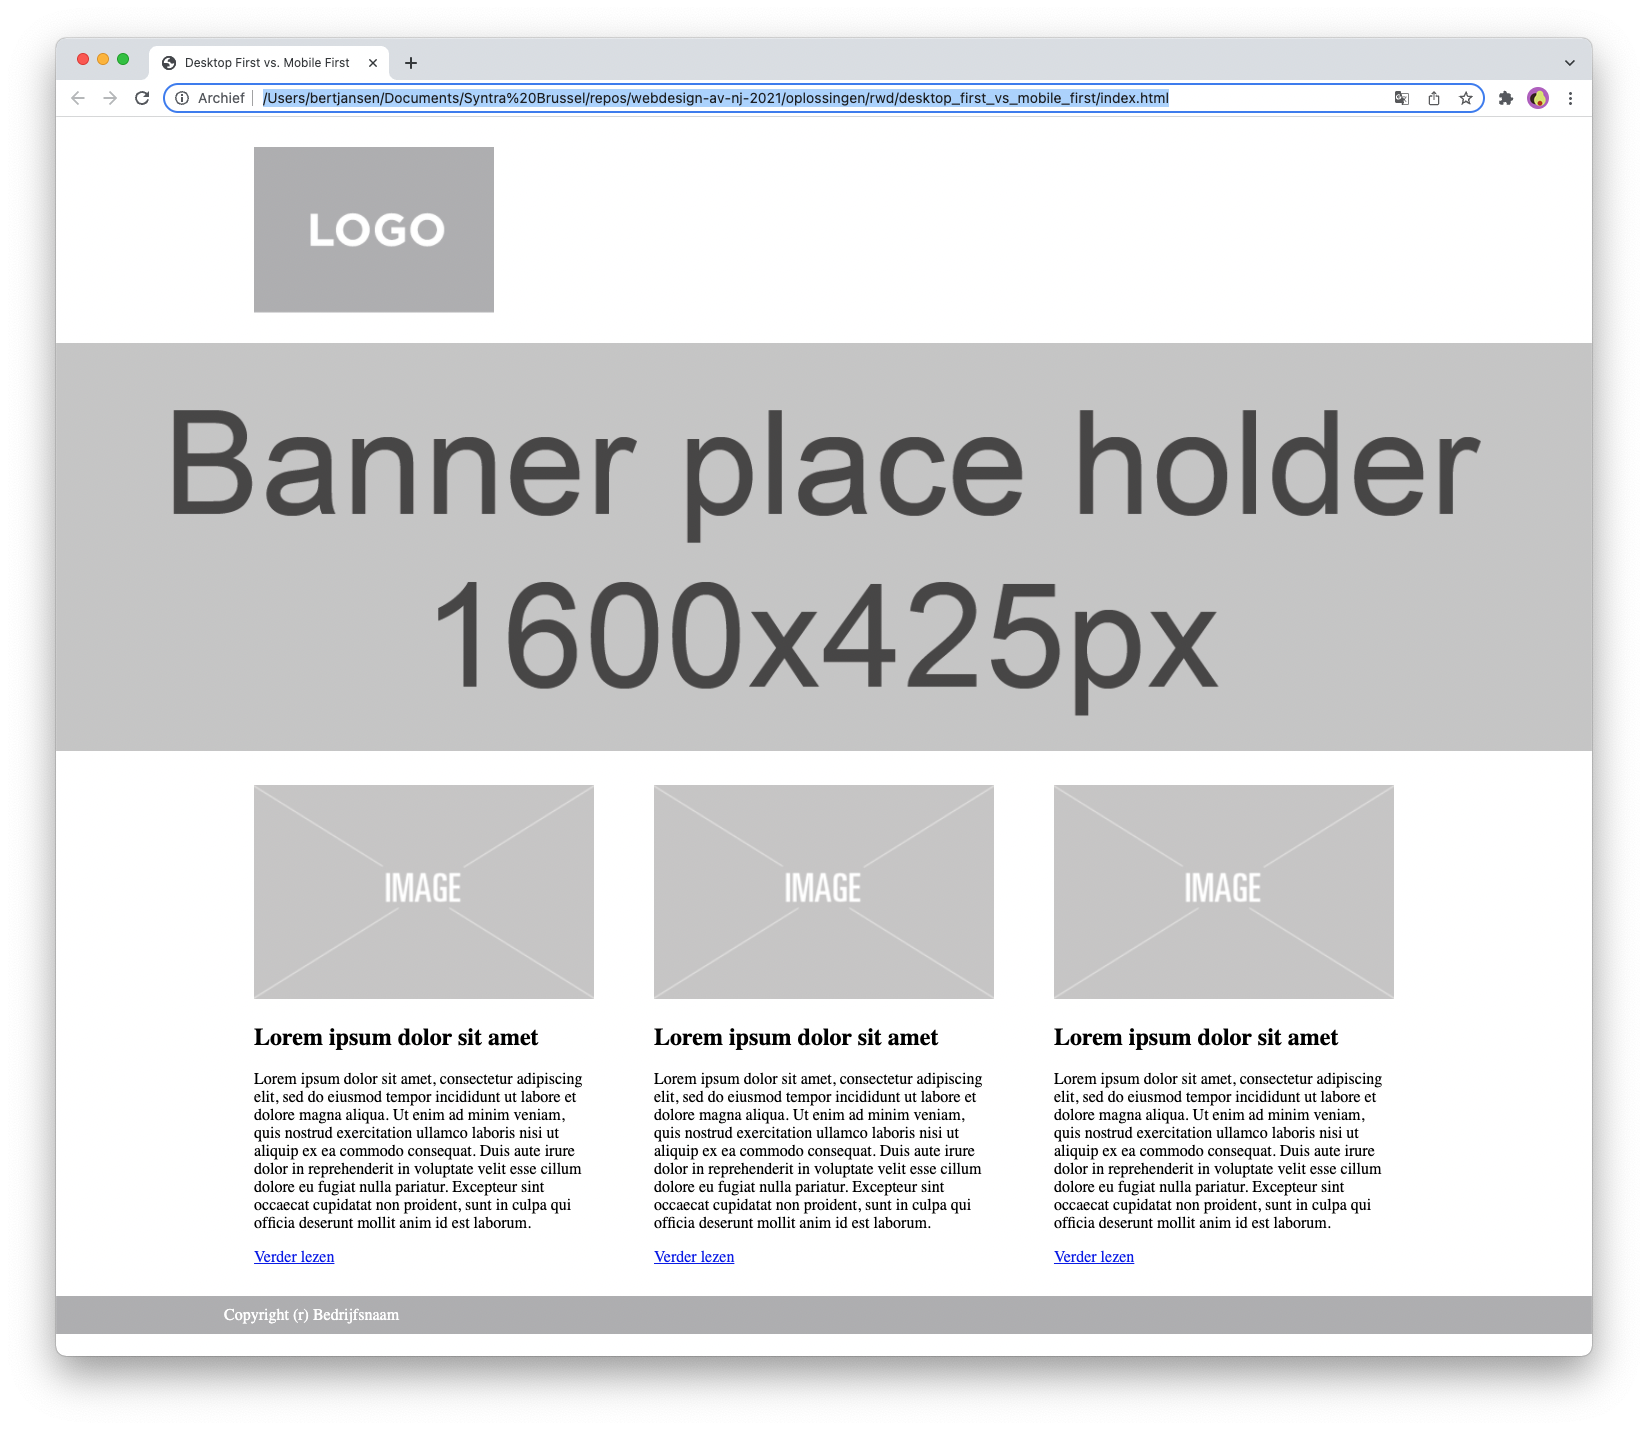 Desktop First vs. Mobile First
Archief
/Users/bertjansen/Documents/Syntra%20Brussel/repos/webdesign-av-nj-2021/oplossingen/rwd/desktop_first_vs_mobile_first/index.html
LOGO
Banner place holder
1600x425px
IMAGE
Lorem ipsum dolor sit amet
Lorem ipsum dolor sit amet, consectetur adipiscing
elit, sed do eiusmod tempor incididunt ut labore et
dolore magna aliqua. Ut enim ad minim veniam,
quis nostrud exercitation ullamco laboris nisi ut
aliquip ex ea commodo consequat. Duis aute irure
dolor in reprehenderit in voluptate velit esse cillum
dolore eu fugiat nulla pariatur. Excepteur sint
occaecat cupidatat non proident, sunt in culpa qui
officia deserunt mollit anim id est laborum.
Verder lezen
IMAGE
Lorem ipsum dolor sit amet
Lorem ipsum dolor sit amet, consectetur adipiscing
elit, sed do eiusmod tempor incididunt ut labore et
dolore magna aliqua. Ut enim ad minim veniam,
quis nostrud exercitation ullamco laboris nisi ut
aliquip ex ea commodo consequat. Duis aute irure
dolor in reprehenderit in voluptate velit esse cillum
dolore eu fugiat nulla pariatur. Excepteur sint
occaecat cupidatat non proident, sunt in culpa qui
officia deserunt mollit anim id est laborum.
Verder lezen
IMAGE
Lorem ipsum dolor sit amet
Lorem ipsum dolor sit amet, consectetur adipiscing
elit, sed do eiusmod tempor incididunt ut labore et
dolore magna aliqua. Ut enim ad minim veniam,
quis nostrud exercitation ullamco laboris nisi ut
aliquip ex ea commodo consequat. Duis aute irure
dolor in reprehenderit in voluptate velit esse cillum
dolore eu fugiat nulla pariatur. Excepteur sint
occaecat cupidatat non proident, sunt in culpa qui
officia deserunt mollit anim id est laborum.
Verder lezen
Copyright (r) Bedrijfsnaam